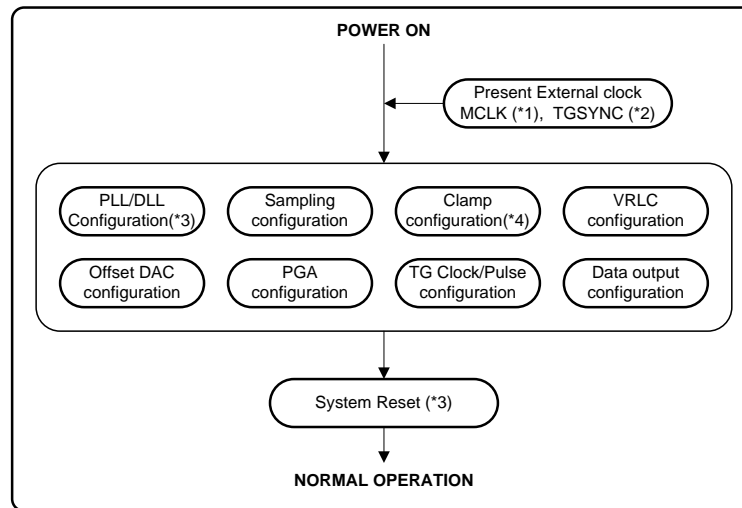 POWER ON
Present External clock
MCLK (*1), TGSYNC (*2)
PLL/DLL
Configuration(*3)
Sampling
configuration
Clamp
configuration(*4)
VRLC
configuration
Offset DAC
configuration
PGA
configuration
TG Clock/Pulse
configuration
Data output
configuration
System Reset (*3)
NORMAL OPERATION